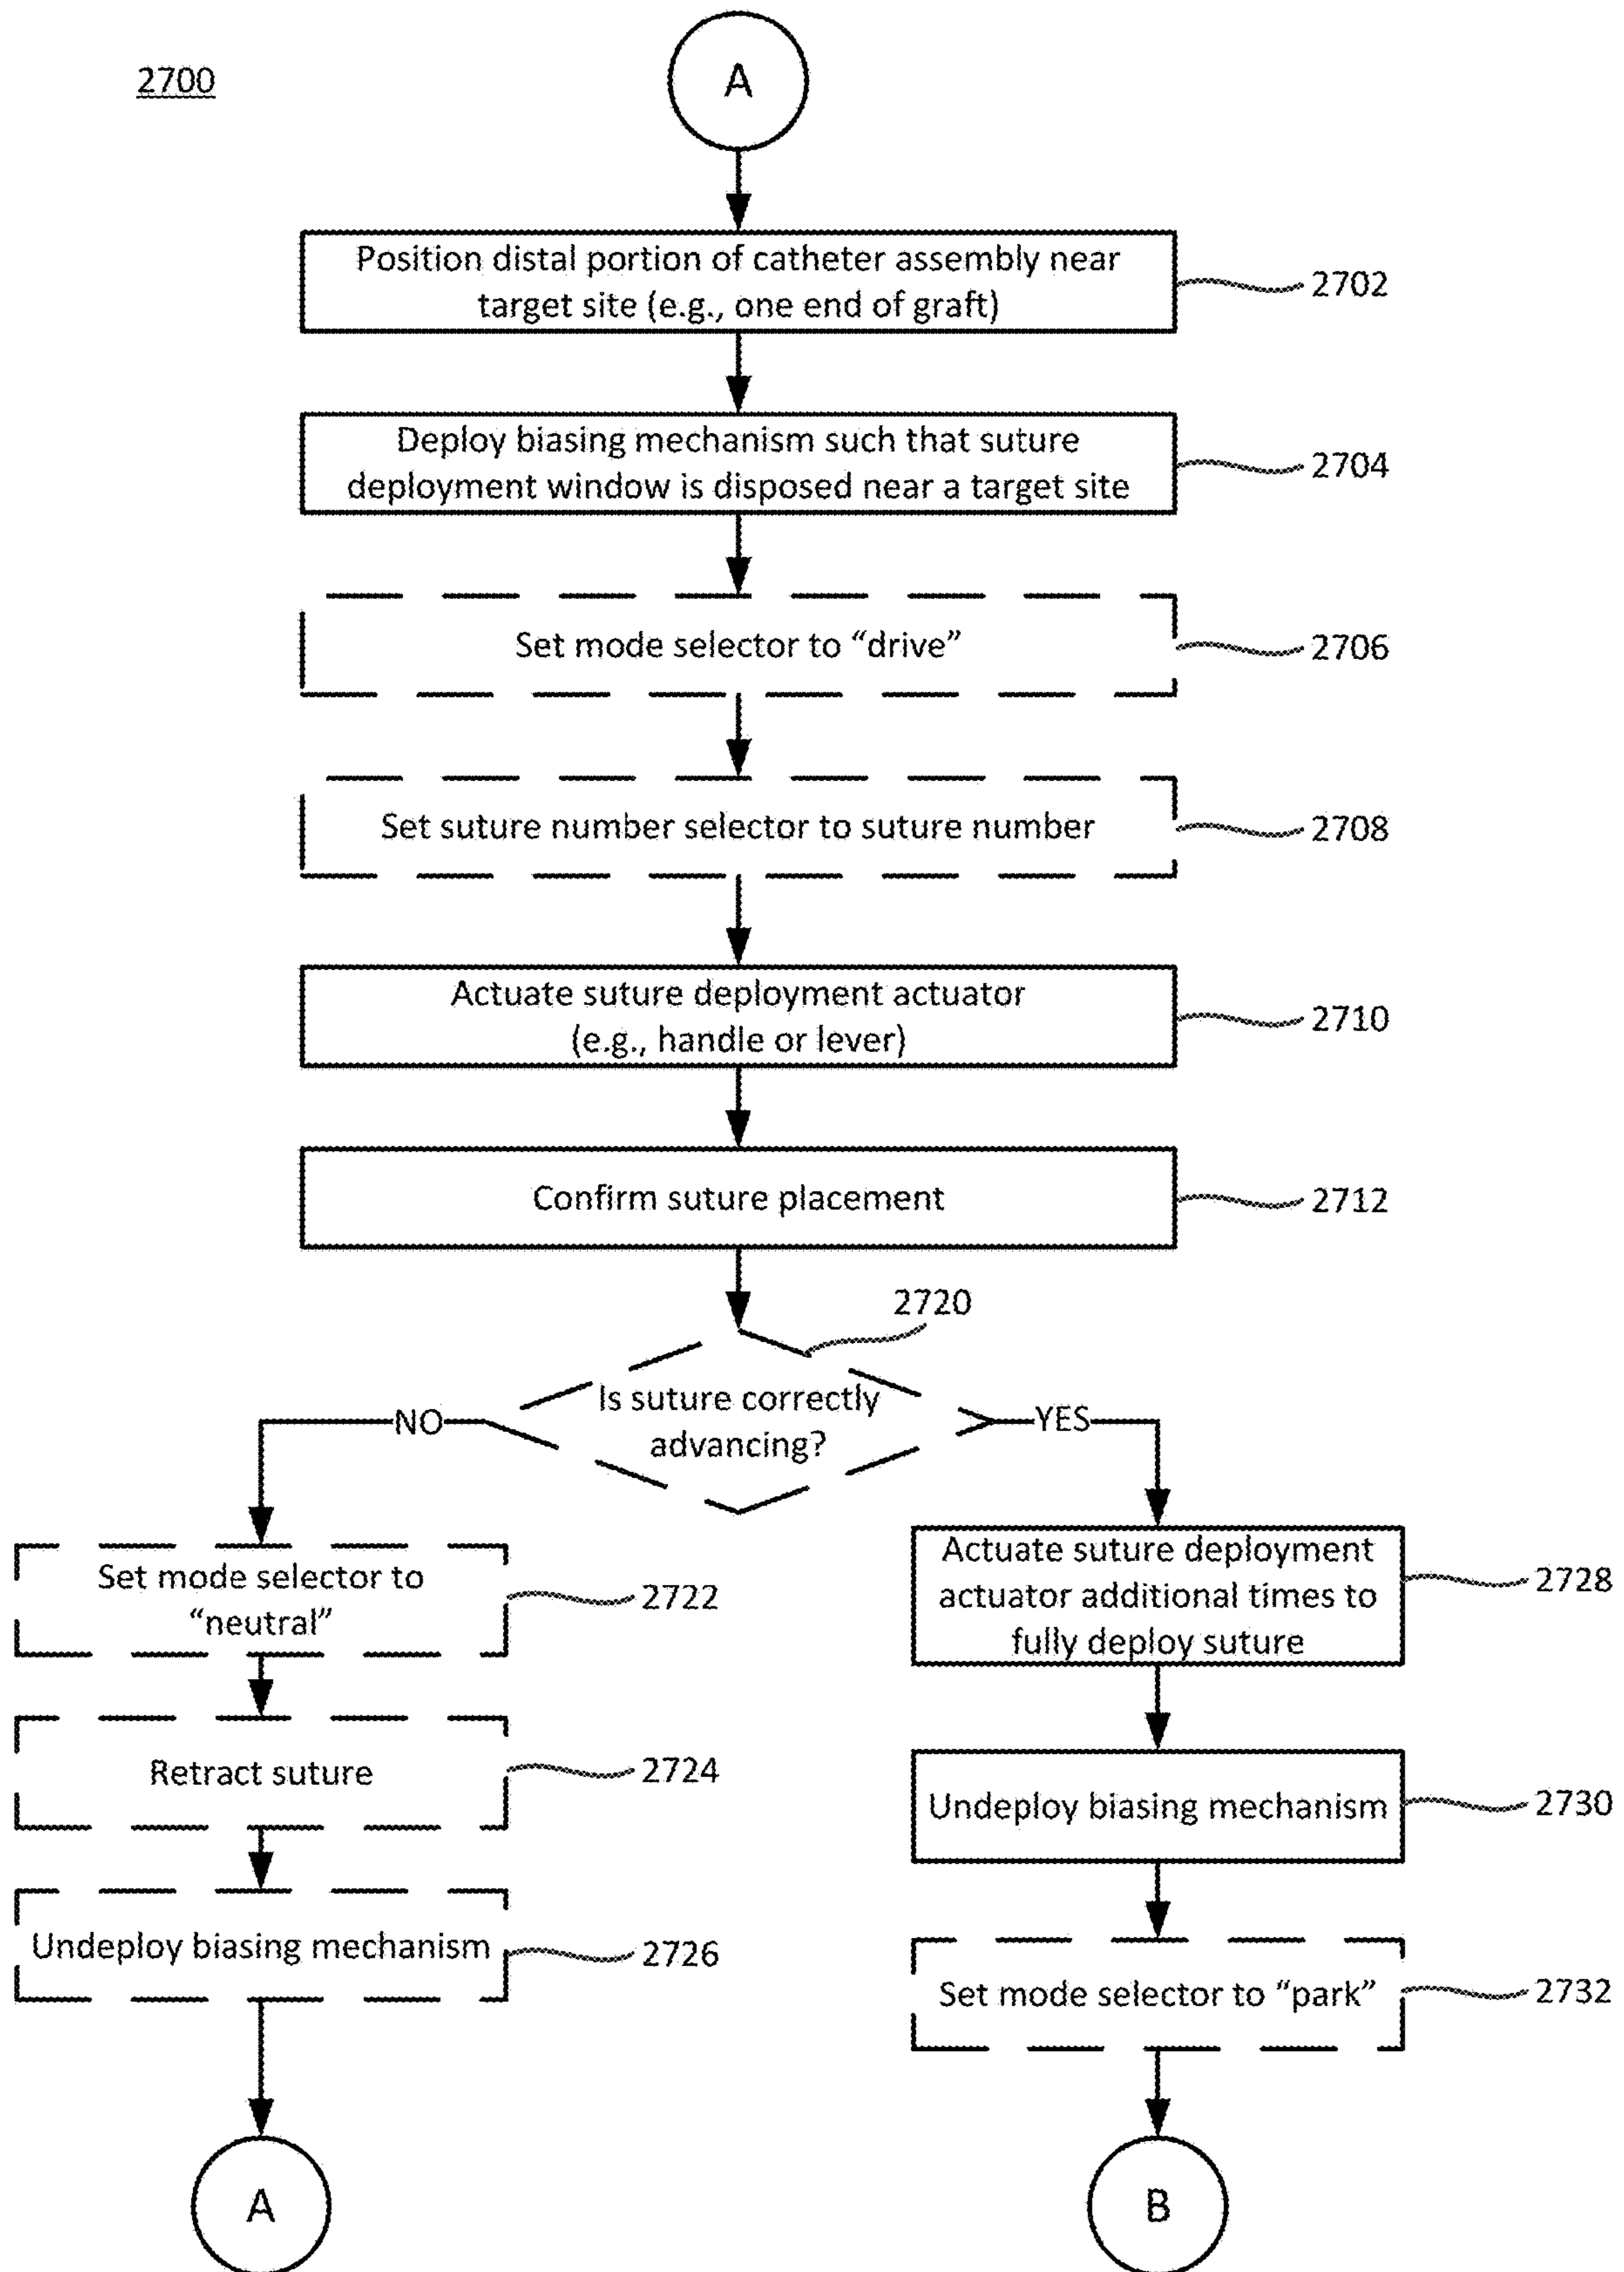 2700
A
Position distal portion of catheter assembly near
target site (e.g., one end of graft)
2702
Deploy biasing mechanism such that suture
deployment window is disposed near a target site
2704
Set mode selector to “drive”
2706
Set suture number selector to suture number
2708
Actuate suture deployment actuator
(e.g., handle or lever)
2710
Confirm suture placement
2712
2720
Is suture correctly
advancing?
NO
YES
Set mode selector to
“neutral”
2722
Retract suture
2724
Undeploy biasing mechanism
2726
A
Actuate suture deployment
actuator additional times to
fully deploy suture
2728
Undeploy biasing mechanism
2730
Set mode selector to “park”
2732
B